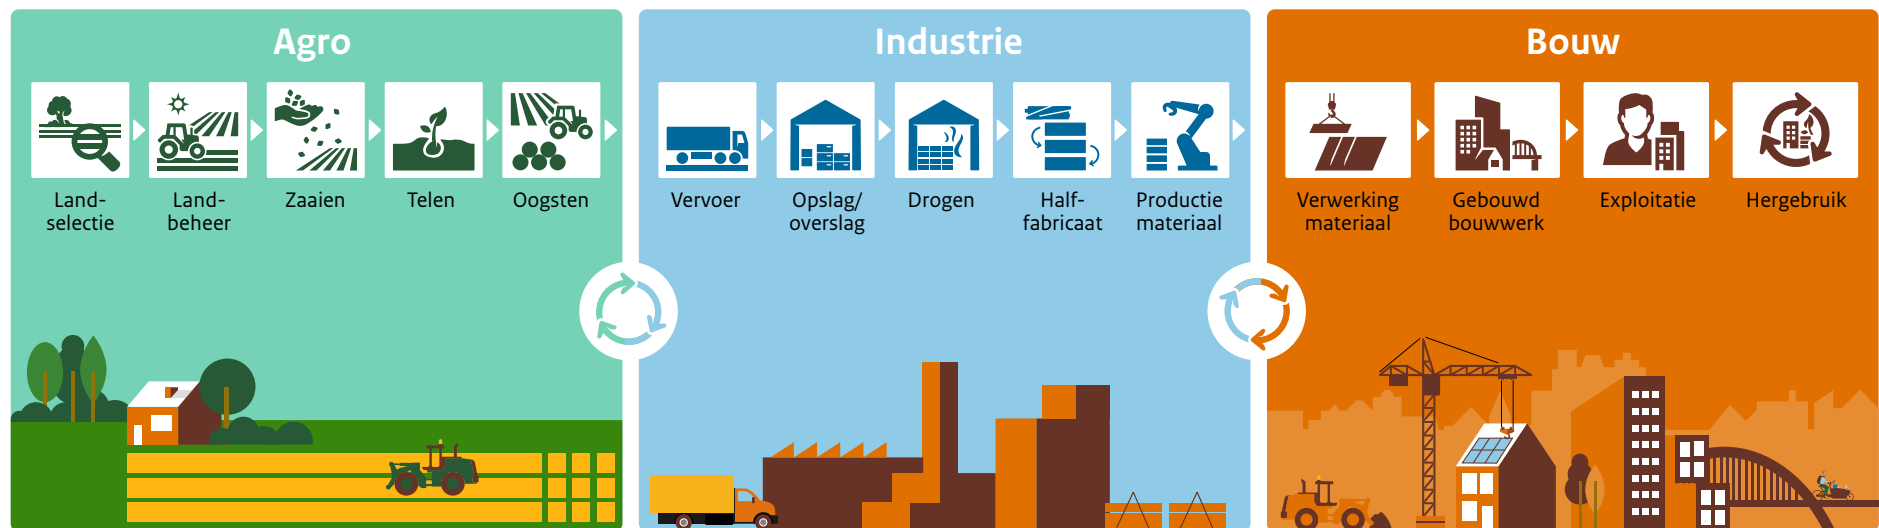 Agro
Land-
selectie
Land-
beheer
Zaaien
Telen
Oogsten
Industrie
Vervoer
Opslag/
overslag
Drogen
Half-
fabricaat
Productie
materiaal
Bouw
Verwerking
materiaal
Gebouwd
bouwwerk
Exploitatie
Hergebruik